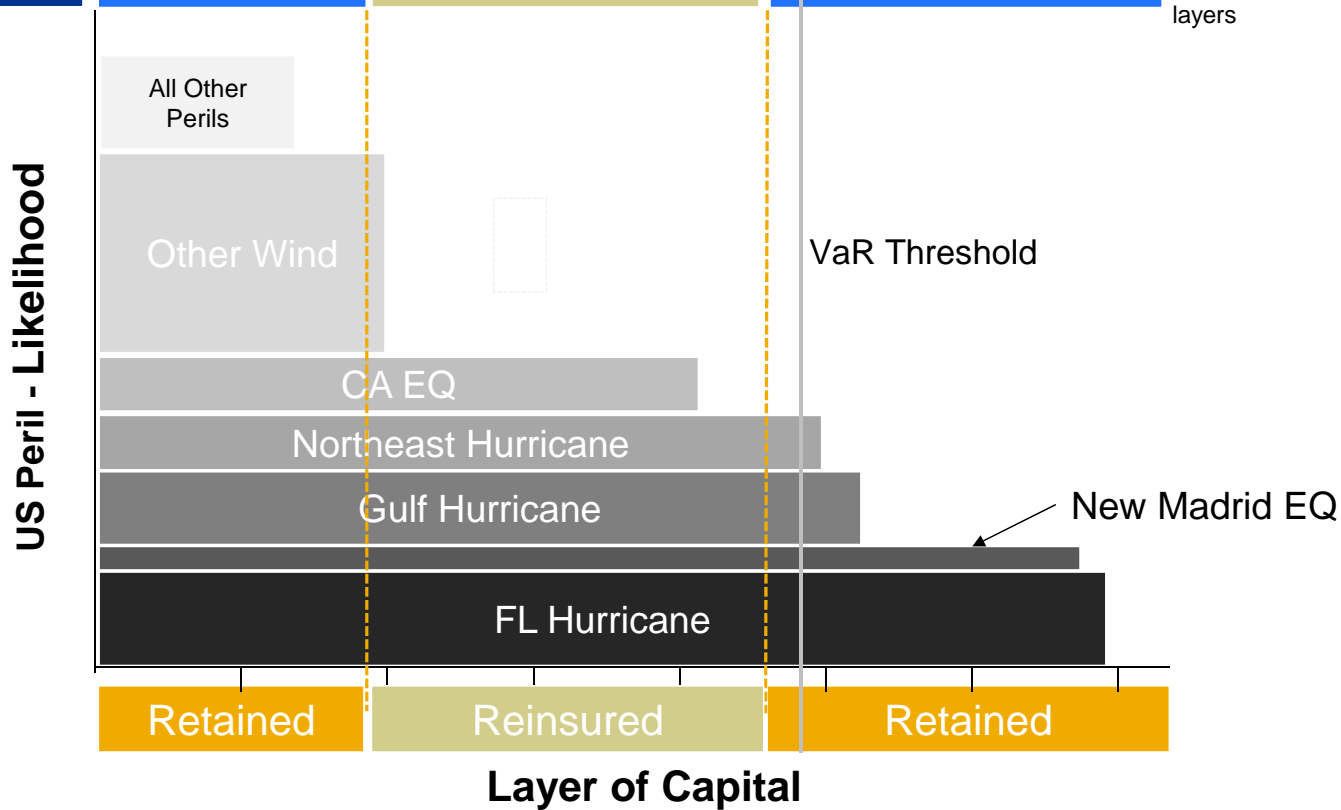 layers
All Other
Perils
US Peril - Likelihood
Other Wind
VaR Threshold
CA EQ
Northeast Hurricane
Gulf Hurricane
New Madrid EQ
FL Hurricane
Retained
Reinsured
Retained
Layer of Capital